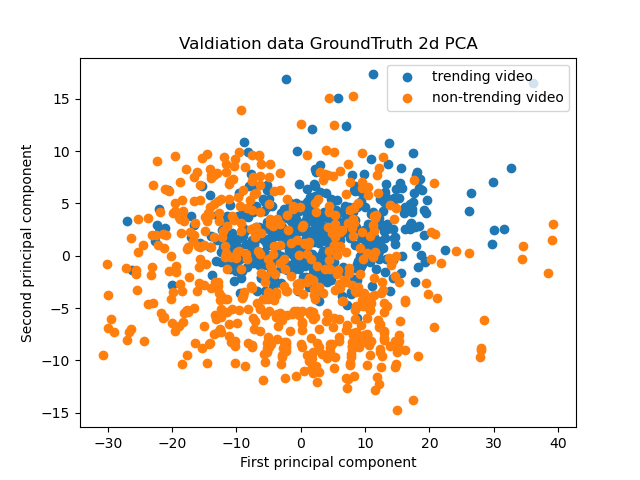 Valdiation data GroundTruth 2d PCA
trending video
non-trending video
15
10
5
0
−5
−10
−15
Second principal component
−30 −20 −10 0 10 20 30 40
First principal component